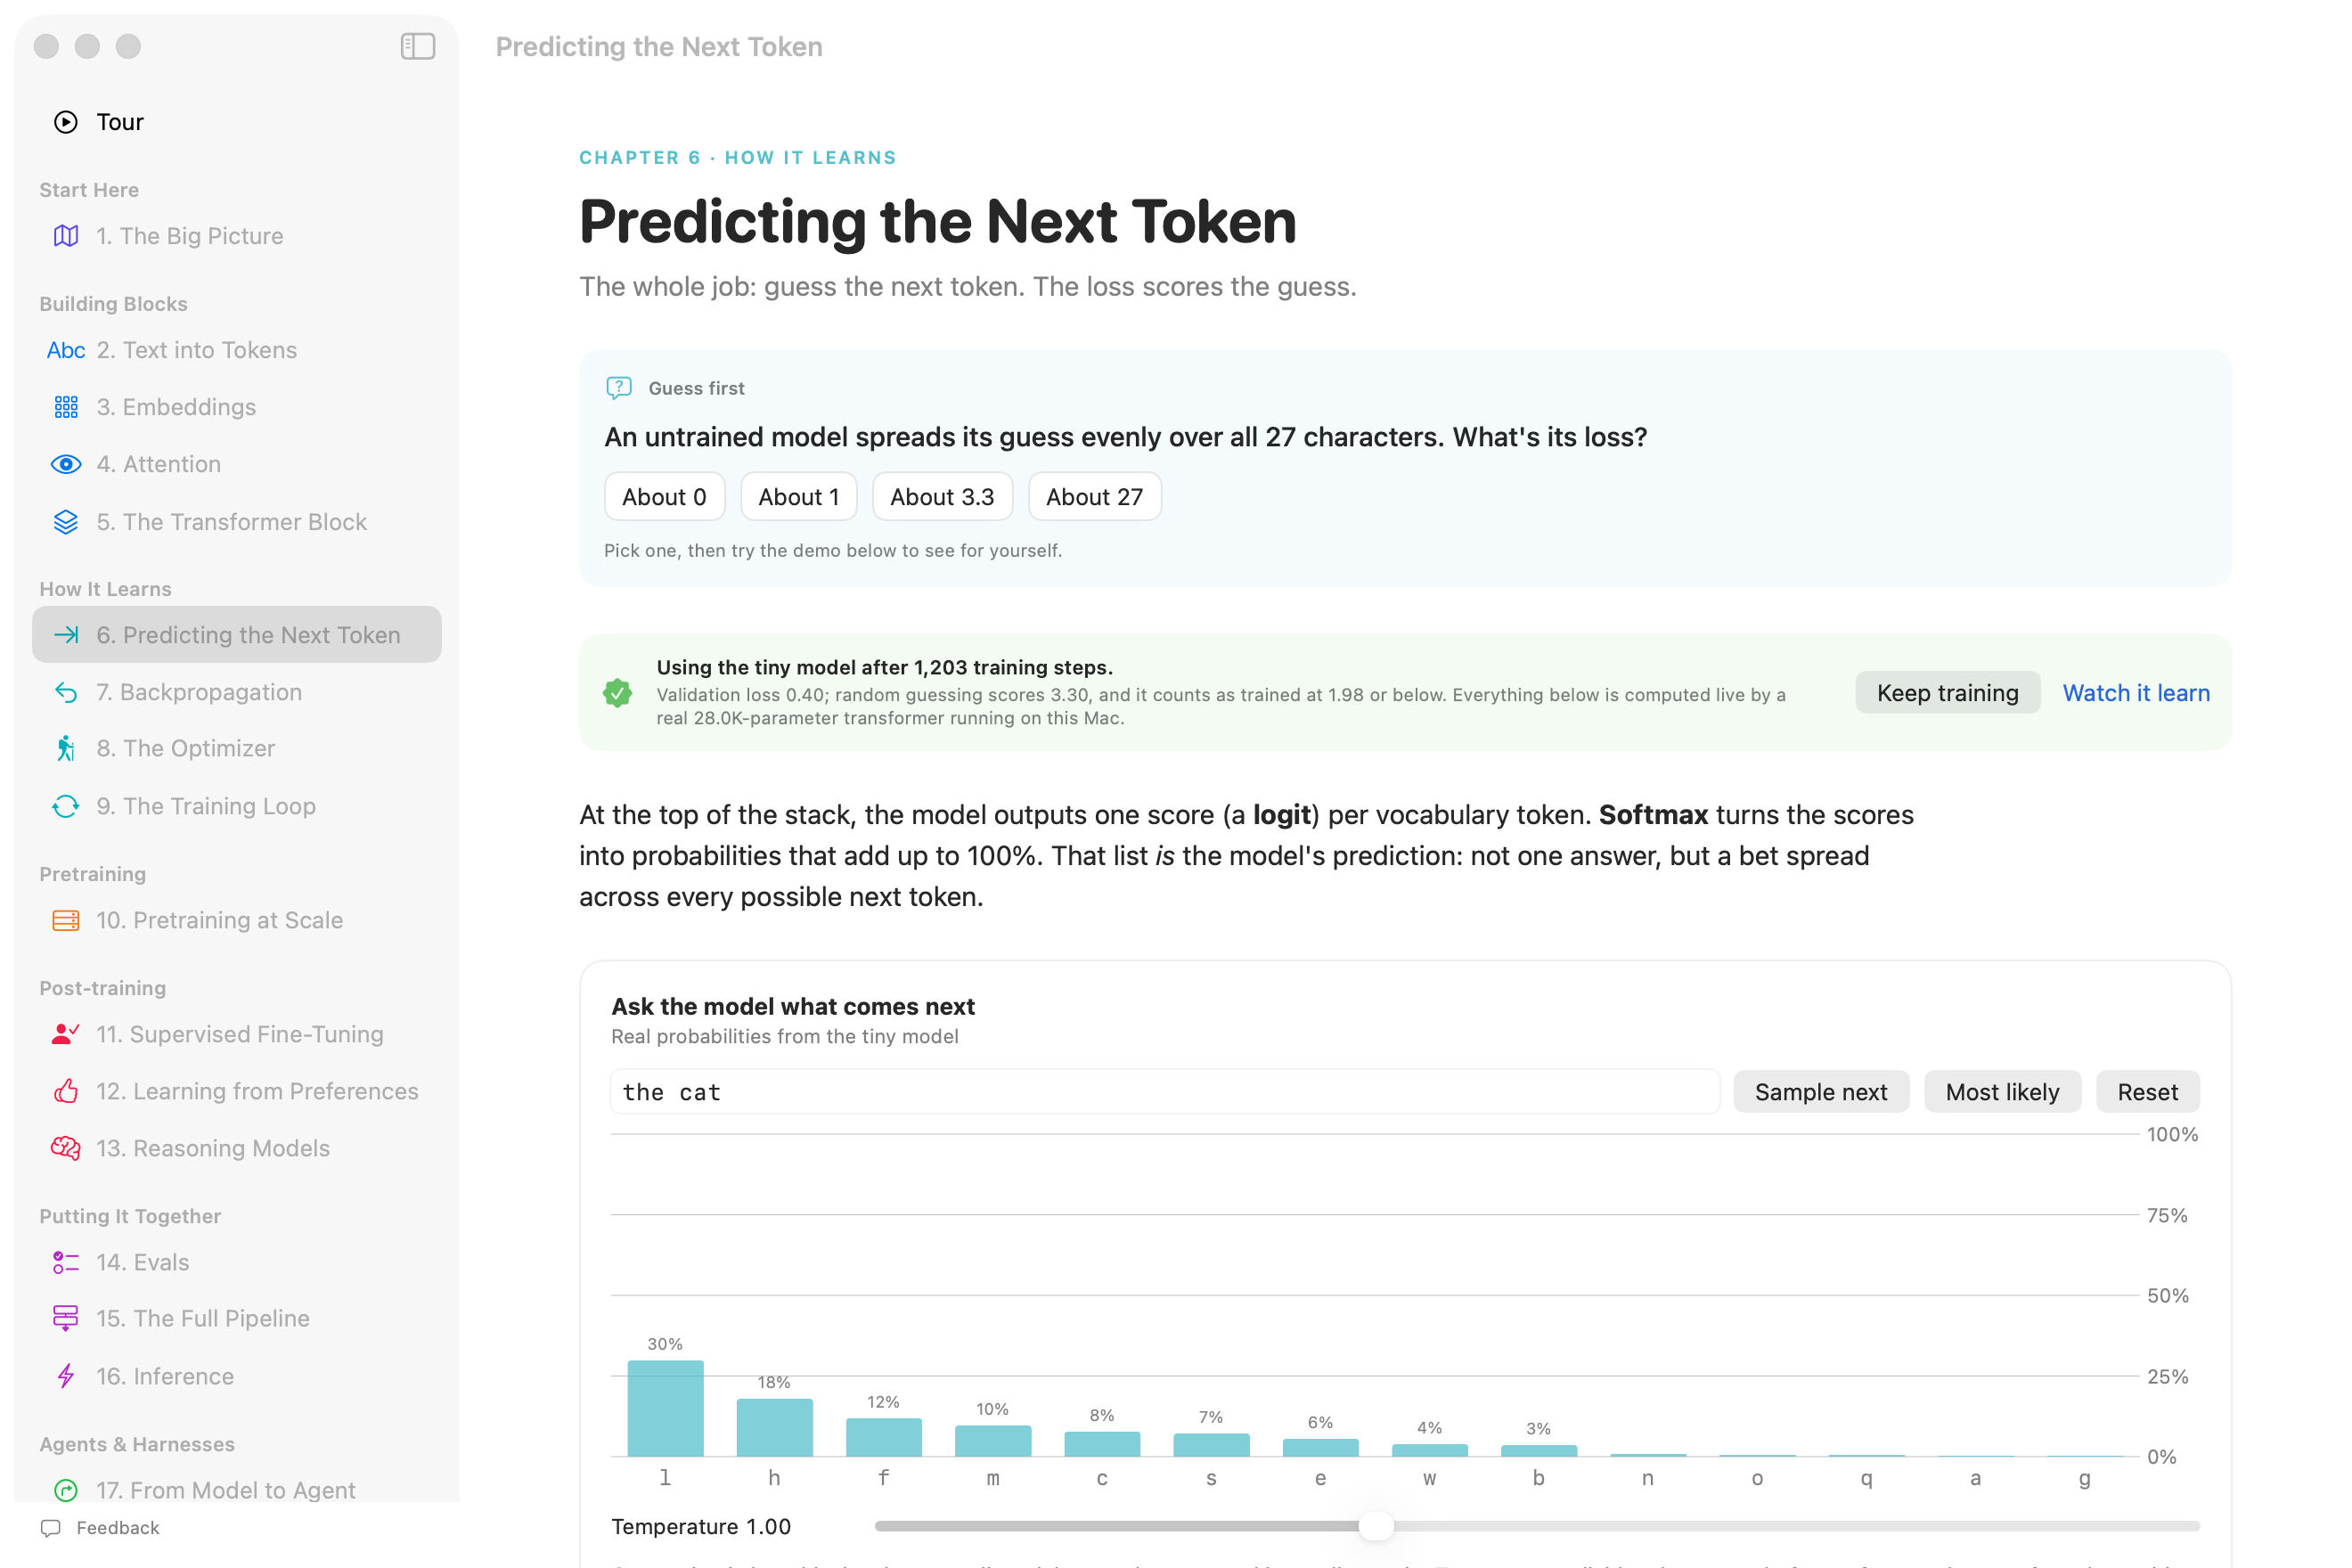 Tour
Start Here
1. The Big Picture
Building Blocks
Abc 2. Text into Tokens
3. Embeddings
4. Attention
5. The Transformer Block
How It Learns
6. Predicting the Next Token
7. Backpropagation
8. The Optimizer
9. The Training Loop
Pretraining
10. Pretraining at Scale
Post-training
11. Supervised Fine-Tuning
12. Learning from Preferences
13. Reasoning Models
Putting It Together
14. Evals
15. The Full Pipeline
16. Inference
Agents & Harnesses
17. From Model to Agent
Feedback
Predicting the Next Token
CHAPTER 6 · HOW IT LEARNS
Predicting the Next Token
The whole job: guess the next token. The loss scores the guess.
Guess first
An untrained model spreads its guess evenly over all 27 characters. What's its loss?
About 0 About 1 About 3.3 About 27
Pick one, then try the demo below to see for yourself.
Using the tiny model after 1,203 training steps.
Validation loss 0.40; random guessing scores 3.30, and it counts as trained at 1.98 or below. Everything below is computed live by a
real 28.0K-parameter transformer running on this Mac.
Keep training Watch it learn
At the top of the stack, the model outputs one score (a logit) per vocabulary token. Softmax turns the scores
into probabilities that add up to 100%. That list is the model's prediction: not one answer, but a bet spread
across every possible next token.
Ask the model what comes next
Real probabilities from the tiny model
the cat
Sample next Most likely Reset
100%
75%
50%
25%
0%
30% 18% 12% 10% 8% 7% 6% 4% 3%
l h f m c s e w b n o q a g
Temperature 1.00